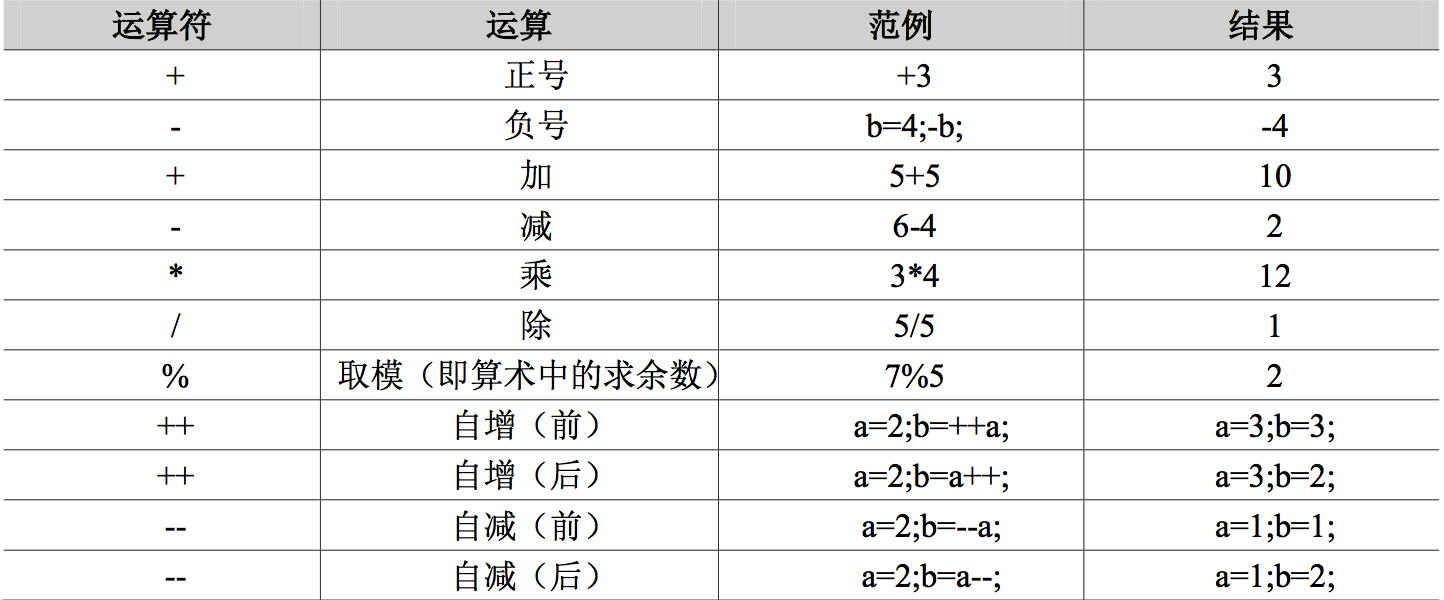 运算符 运算 范例 结果
+ 正号 +3 3
- 负号 b=4;-b; -4
+ 加 5+5 10
- 减 6-4 2
* 乘 3*4 12
/ 除 5/5 1
% 取模（即算术中的求余数） 7%5 2
++ 自增（前） a=2;b=++a; a=3;b=3;
++ 自增（后） a=2;b=a++; a=3;b=2;
-- 自减（前） a=2;b=--a; a=1;b=1;
-- 自减（后） a=2;b=a--; a=1;b=2;